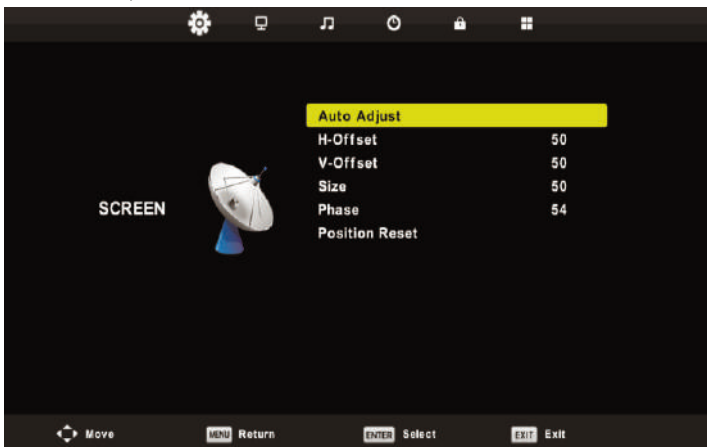 Auto Adjust
H-Offset 50
V-Offset 50
Size 50
SCREEN
Phase 54
Position Reset
Move MENU Return ENTER Select EXIT Exit